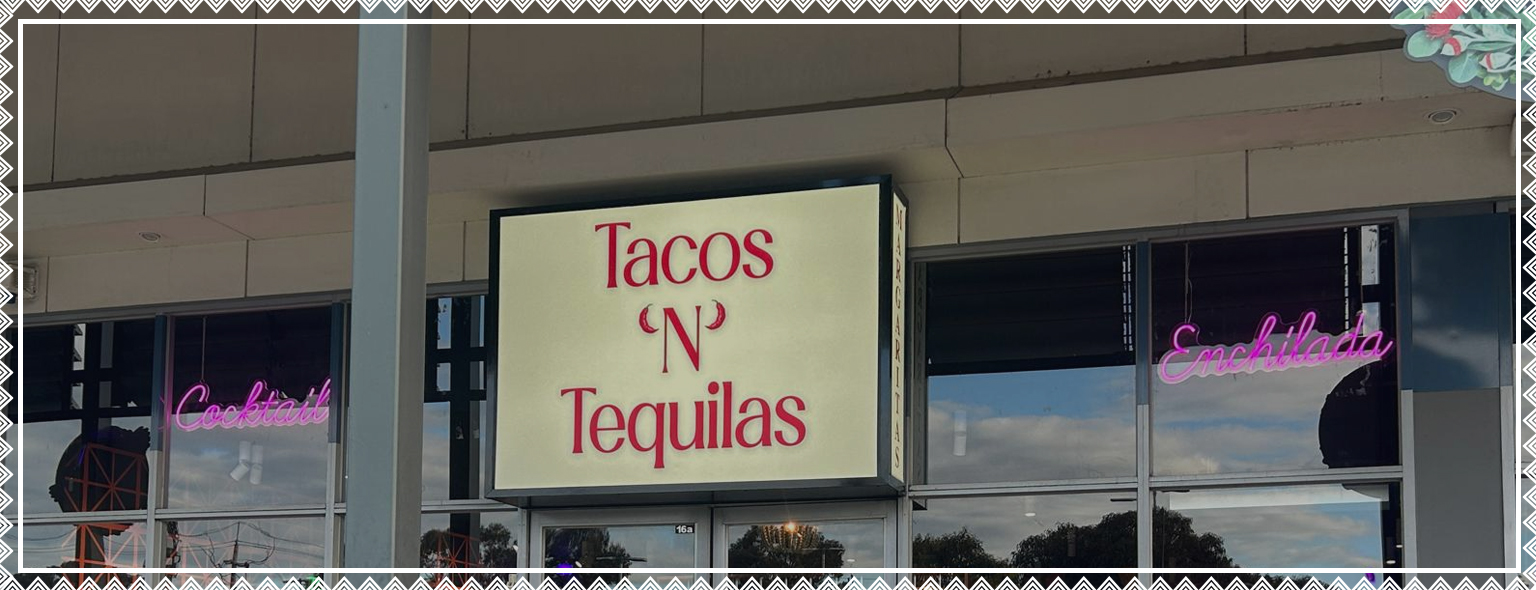 Tacos
'N'
Tequilas
MARGARITAS
Cocktail
Enchilada
16a